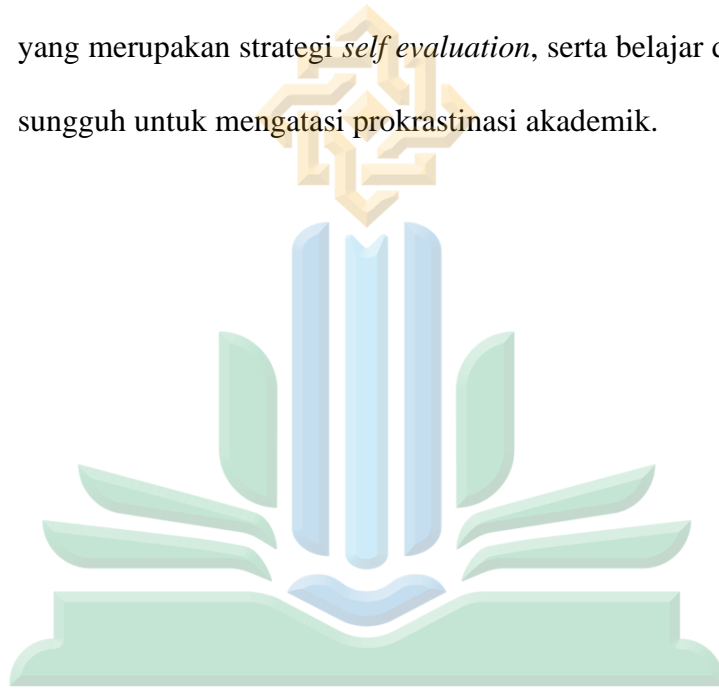 yang merupakan strategi self evaluation, serta belajar
sungguh untuk mengatasi prokrastinasi akademik.